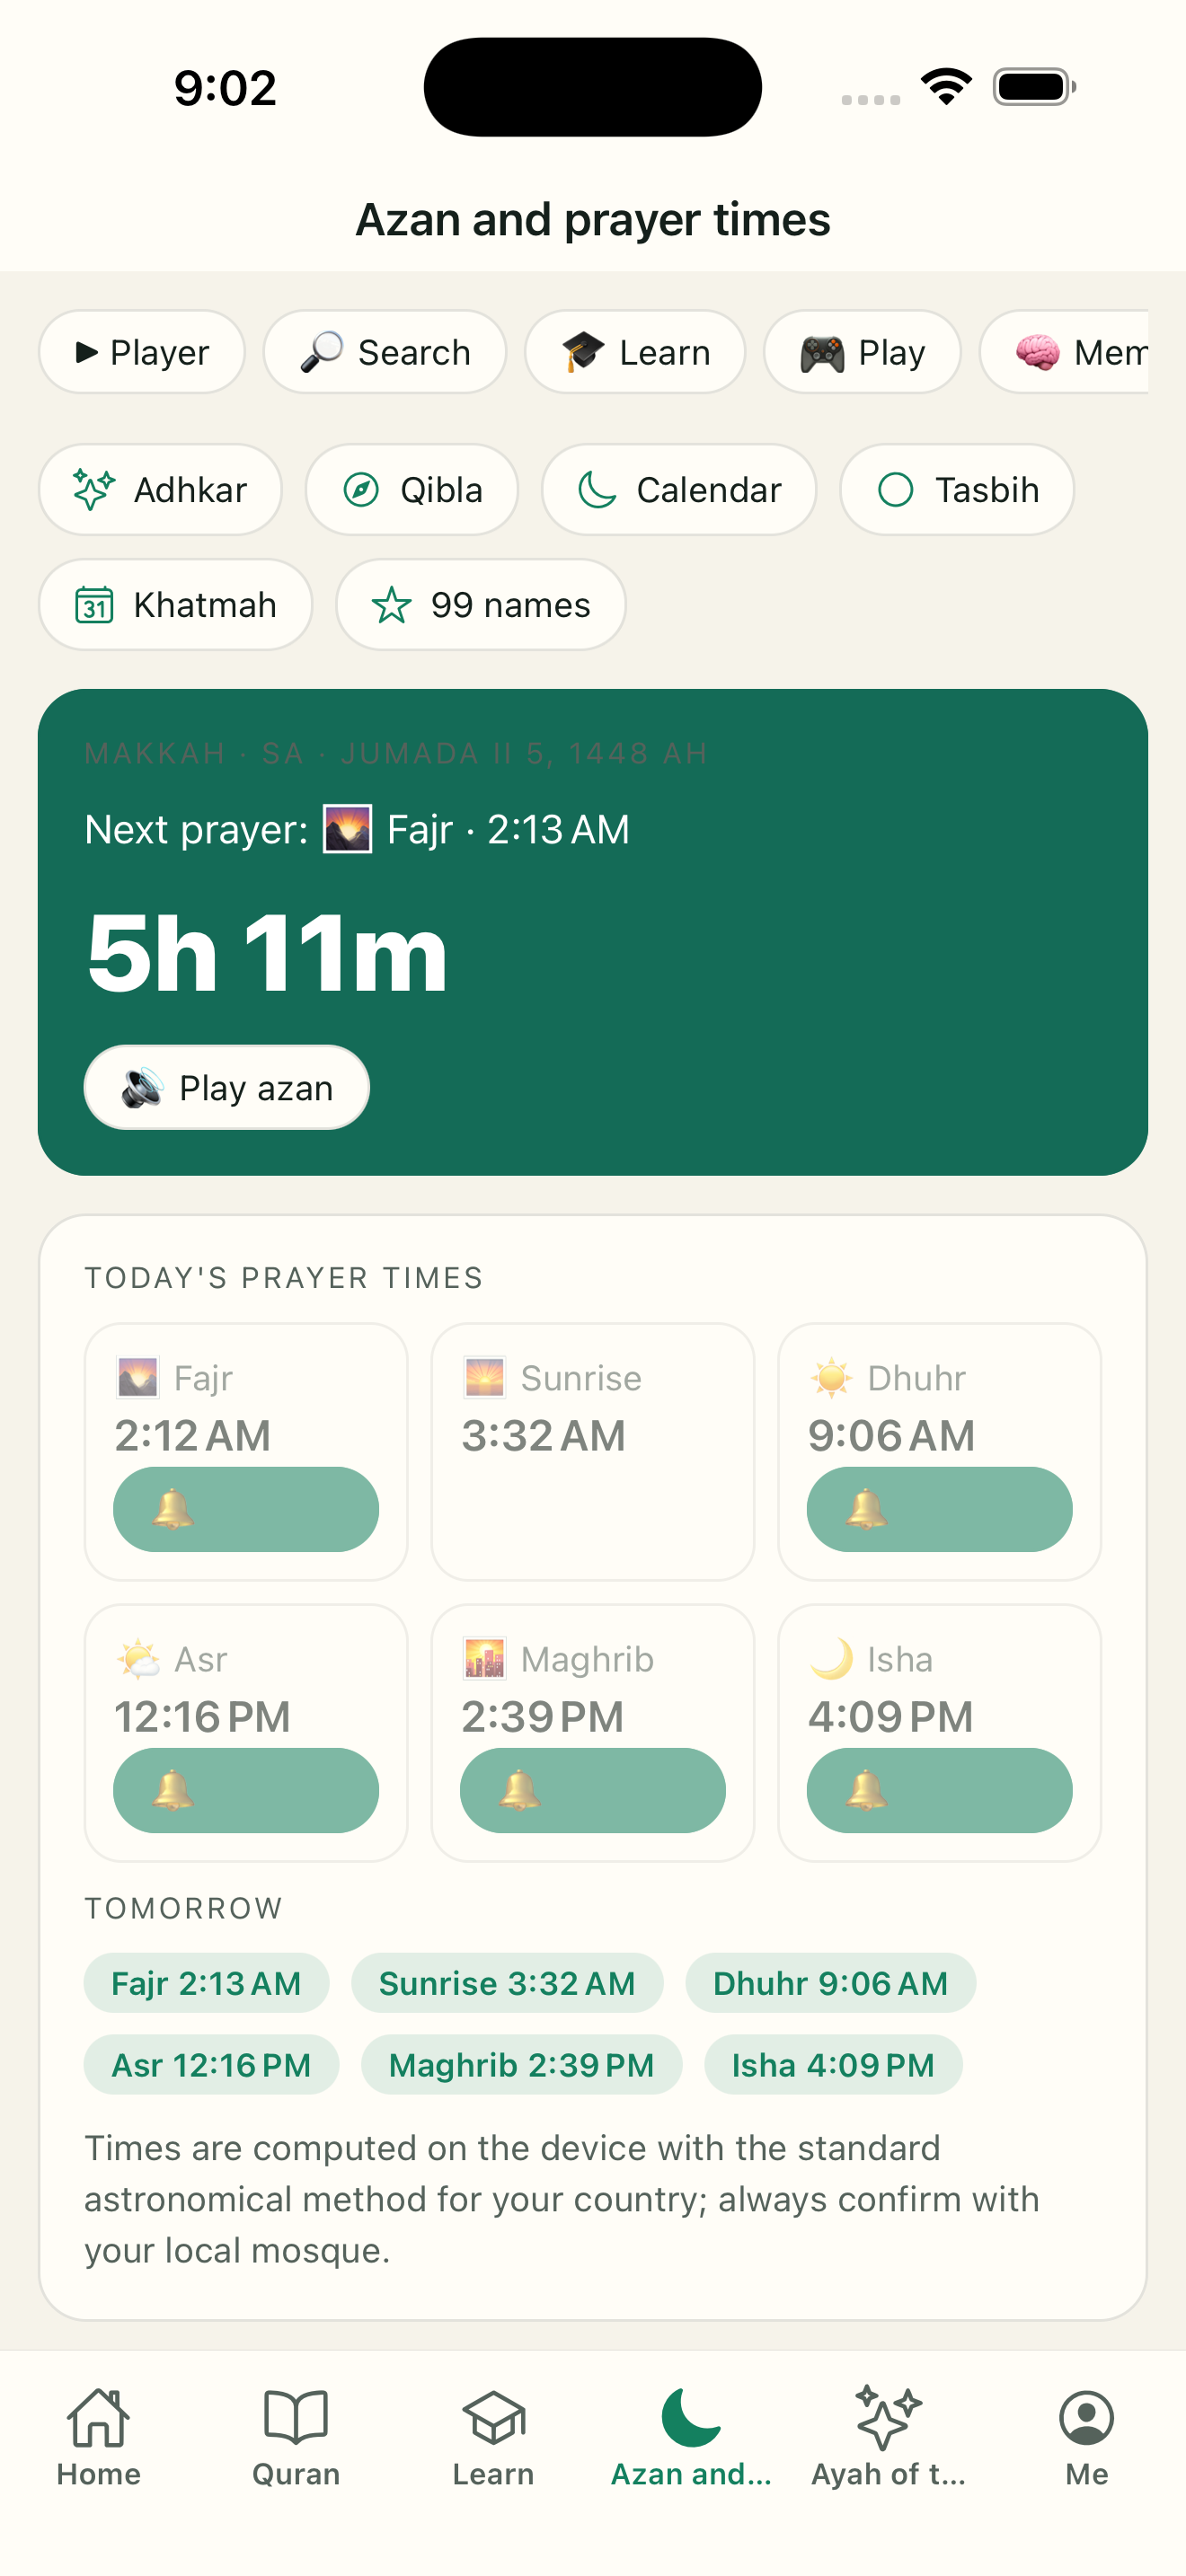 9:02
Azan and prayer times
Player Search Learn Play Mem
Adhkar Qibla Calendar Tasbih
31 Khatmah 99 names
MAKKAH · SA · JUMADA II 5, 1448 AH
Next prayer: Fajr · 2:13 AM
5h 11m
Play azan
TODAY'S PRAYER TIMES
Fajr Sunrise Dhuhr
2:12 AM 3:32 AM 9:06 AM
Asr Maghrib Isha
12:16 PM 2:39 PM 4:09 PM
TOMORROW
Fajr 2:13 AM Sunrise 3:32 AM Dhuhr 9:06 AM
Asr 12:16 PM Maghrib 2:39 PM Isha 4:09 PM
Times are computed on the device with the standard
astronomical method for your country; always confirm with
your local mosque.
Home Quran Learn Azan and... Ayah of t... Me